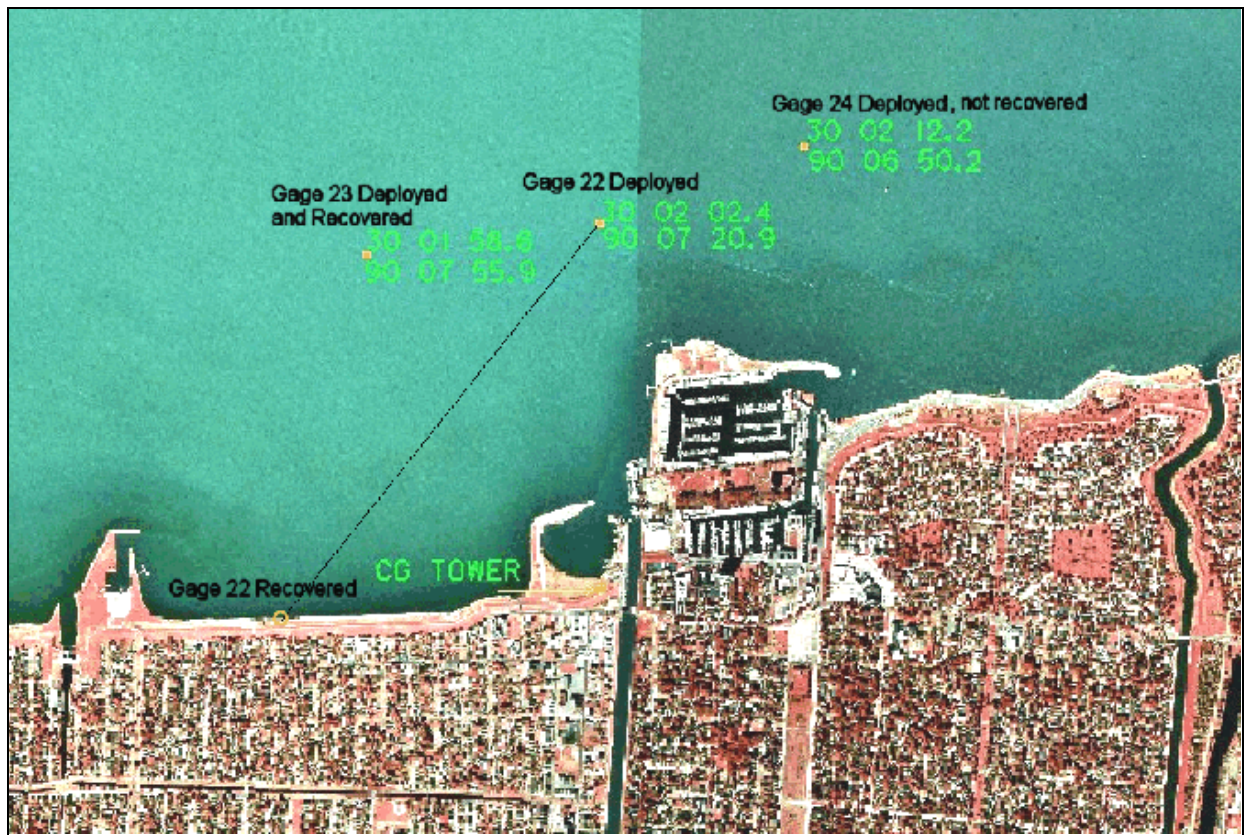 Gage 24 Deployed, not recovered
30 02 12.2
90 06 50.2
Gage 22 Deployed
30 02 02.4
90 07 20.9
Gage 23 Deployed
and Recovered
30 01 58.6
90 07 55.9
CG TOWER
Gage 22 Recovered